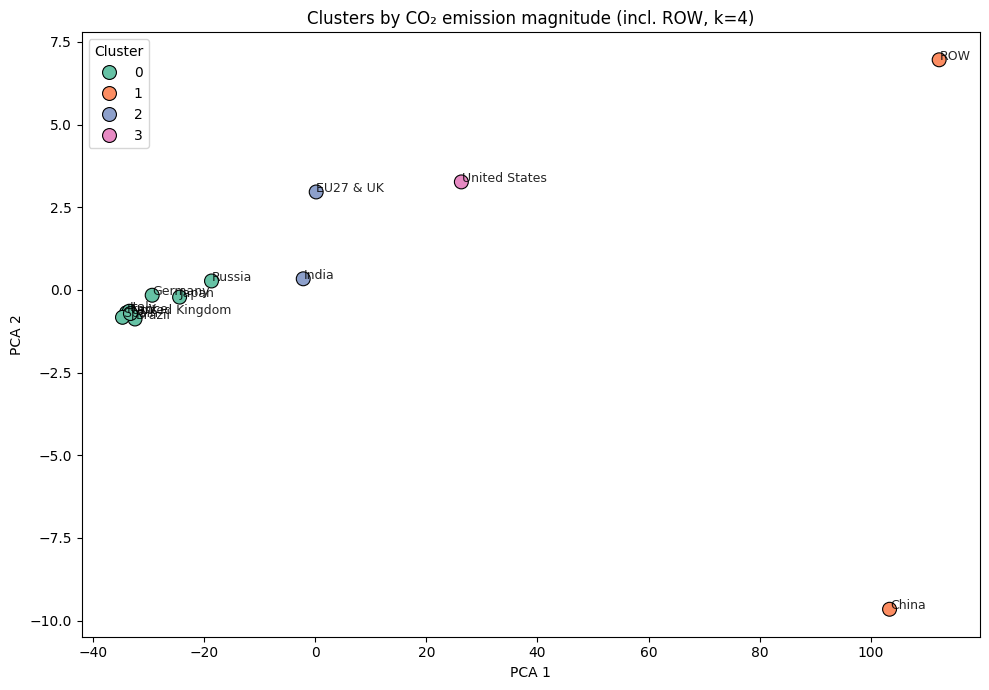 Clusters by CO₂ emission magnitude (incl. ROW, k=4)
Cluster
0
1
2
3
7.5
5.0
2.5
0.0
−2.5
−5.0
−7.5
−10.0
PCA 2
ROW
United States
EU27 & UK
India
Russia
Germany
Japan
Italy
United Kingdom
Brazil
China
−40
−20
0
20
40
60
80
100
PCA 1